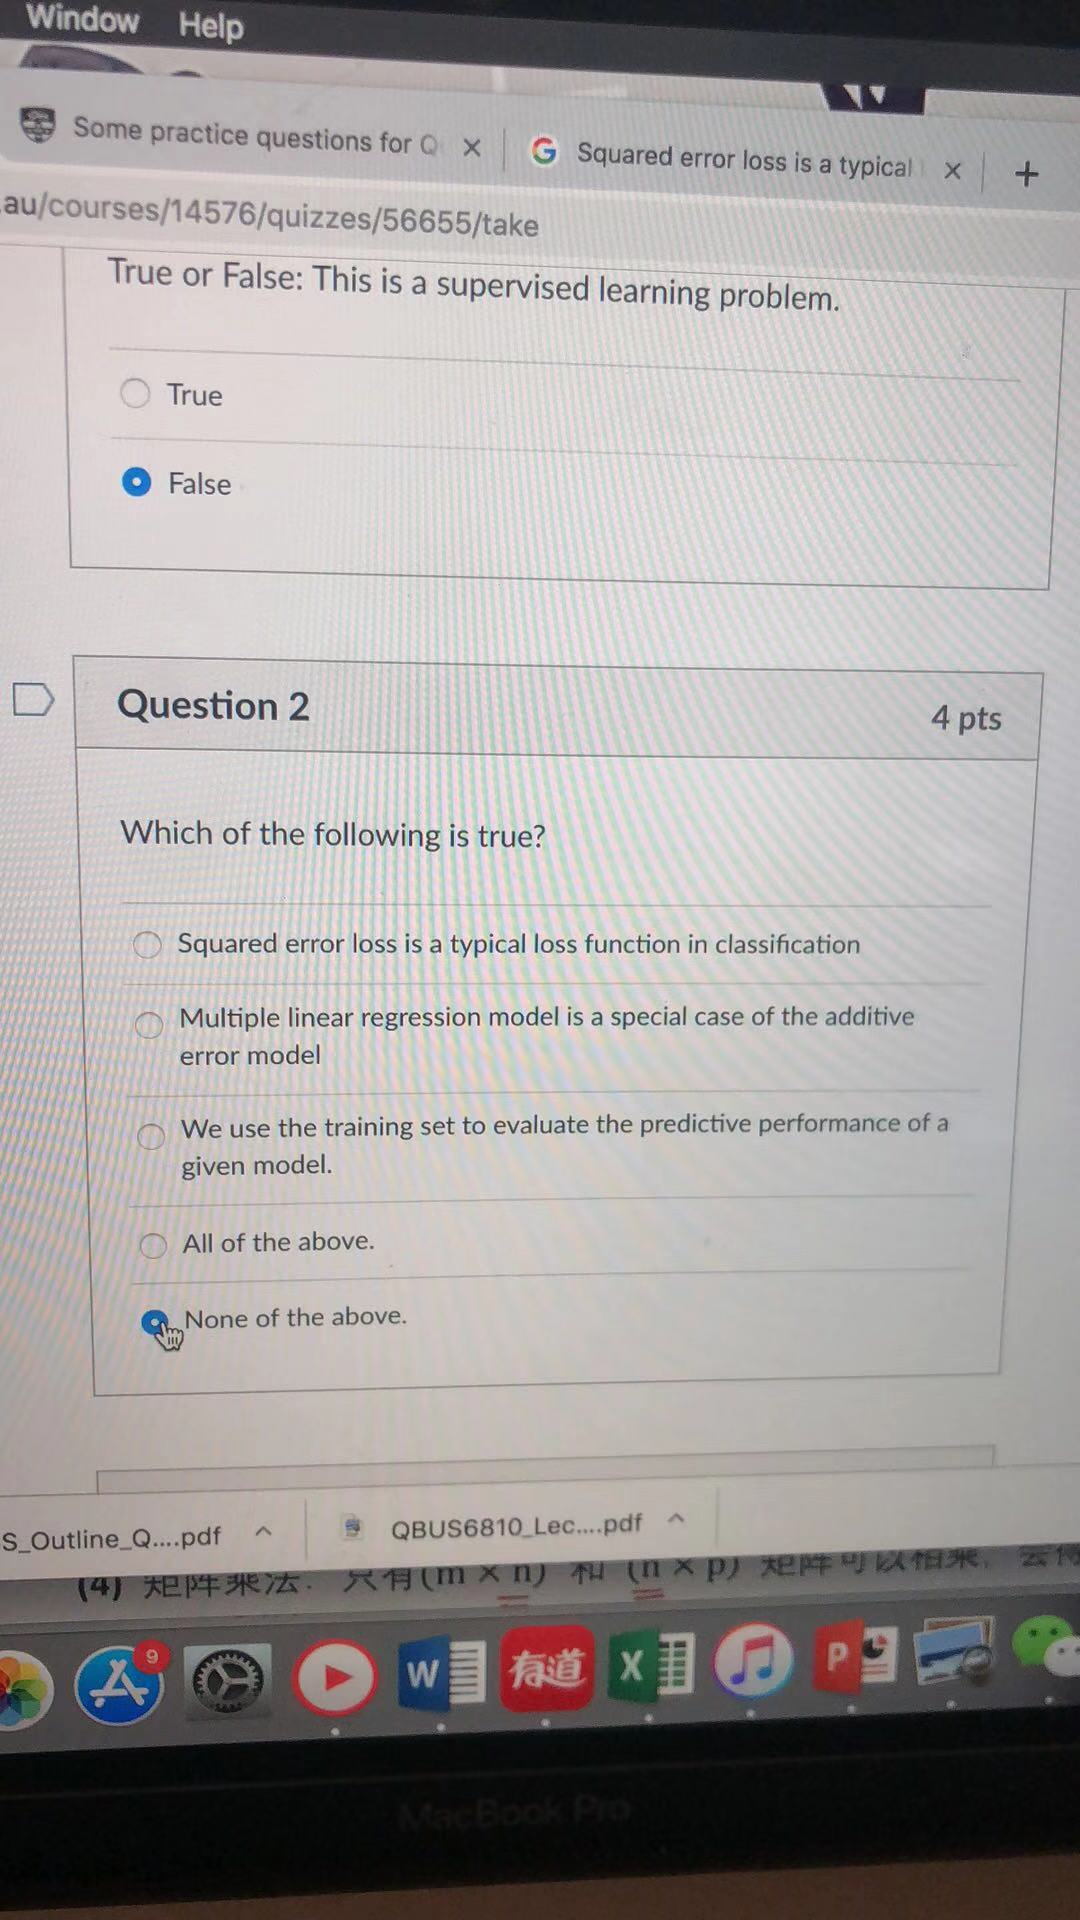 Window Help
Some practice questions for Q
Squared error loss is a typical
au/courses/14576/quizzes/56655/take
True or False: This is a supervised learning problem.
True
False
Question 2
4 pts
Which of the following is true?
Squared error loss is a typical loss function in classification
Multiple linear regression model is a special case of the additive
error model
We use the training set to evaluate the predictive performance of a
given model.
All of the above.
None of the above.
S_Outline_Q....pdf
QBUS6810_Lec....pdf
(4) 矩阵乘法. 只有(m × n) 和 (n × p) 矩阵可以相乘,
9
W
有道
X
P
MacBook Pro